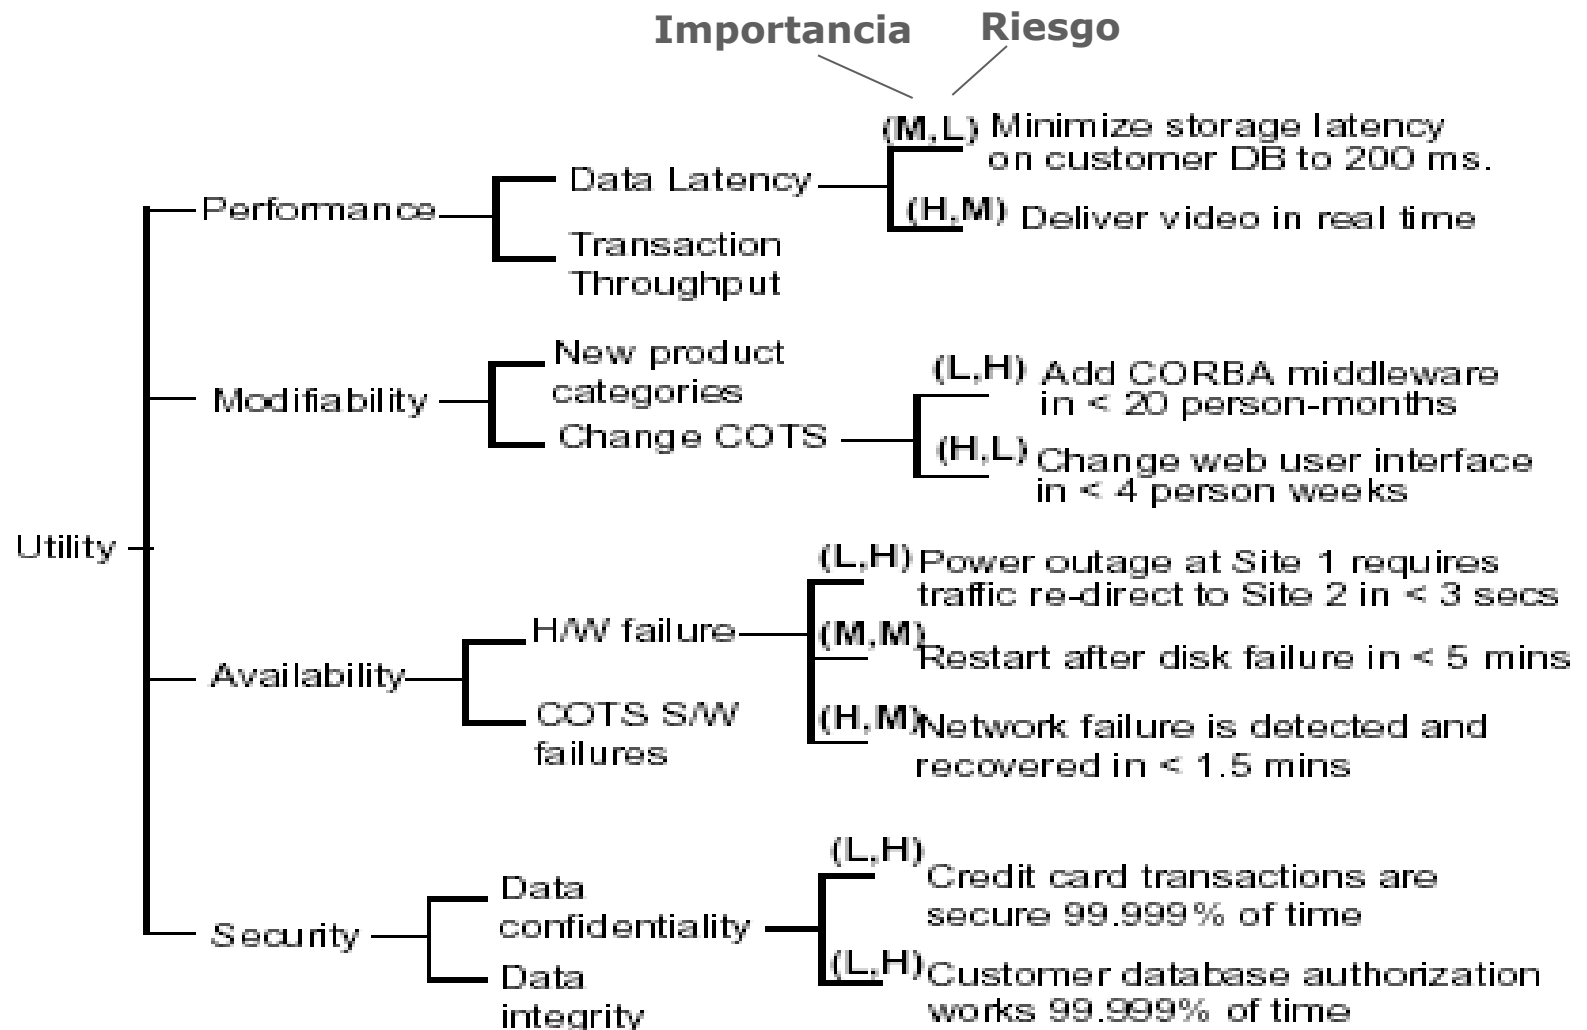 Importancia
Riesgo
(M,L) Minimize storage latency
on customer DB to 200 ms.
Data Latency
Performance
(H,M) Deliver video in real time
Transaction
Throughput
New product
categories
(L,H) Add CORBA middleware
in < 20 person-months
Modifiability
Change COTS
(H,L) Change web user interface
in < 4 person weeks
Utility
(L,H) Power outage at Site 1 requires
traffic re-direct to Site 2 in < 3 secs
H/W failure
(M,M) Restart after disk failure in < 5 mins
Availability
COTS S/W
failures
(H,M) Network failure is detected and
recovered in < 1.5 mins
(L,H) Credit card transactions are
secure 99.999% of time
Data
confidentiality
Security
Data
integrity
(L,H) Customer database authorization
works 99.999% of time